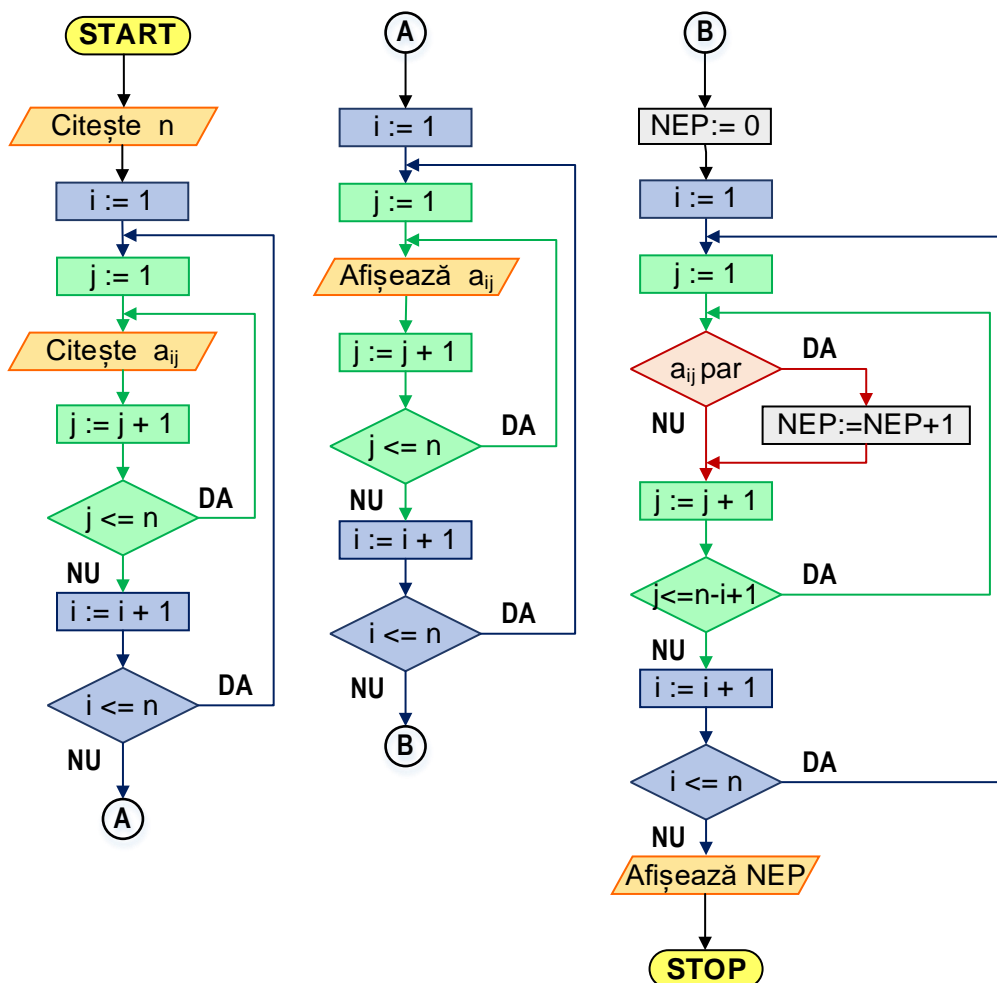 START
Citește n
i := 1
j := 1
Citește aij
j := j + 1
j <= n
DA
NU
i := i + 1
i <= n
DA
NU
A
A
i := 1
j := 1
Afișează aij
j := j + 1
j <= n
DA
NU
i := i + 1
i <= n
DA
NU
B
B
NEP:= 0
i := 1
j := 1
aij par
DA
NU
NEP:=NEP+1
j := j + 1
j<=n-i+1
DA
NU
i := i + 1
i <= n
DA
NU
Afișează NEP
STOP